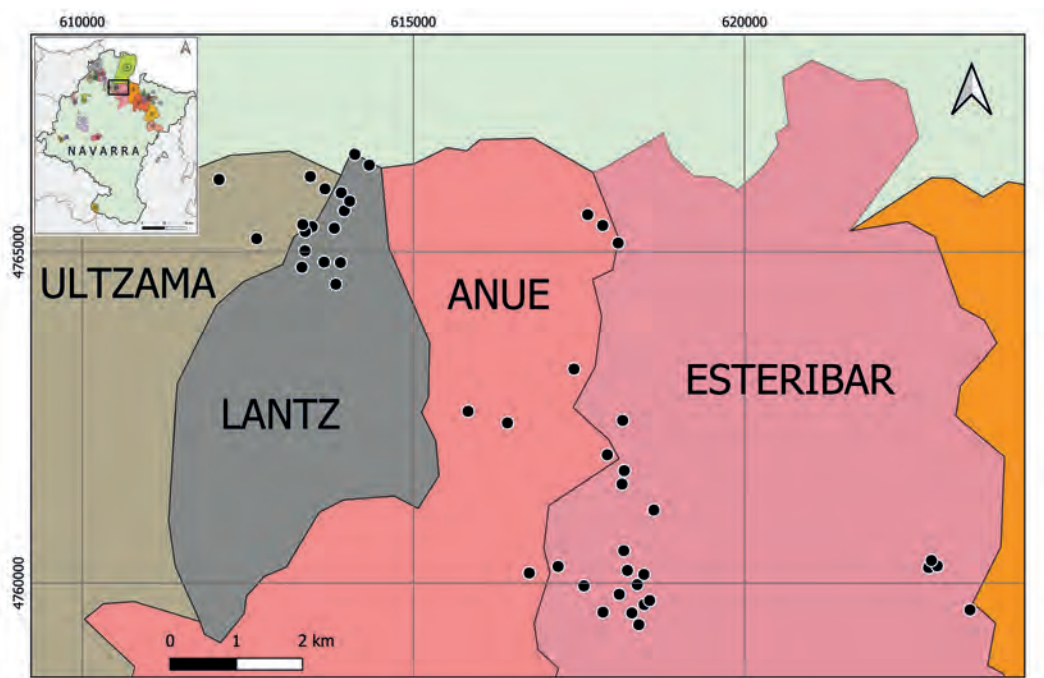 610000
615000
620000
NAVARRA
4765000
ULTZAMA
ANUE
ESTERIBAR
LANTZ
4760000
0 1 2 km